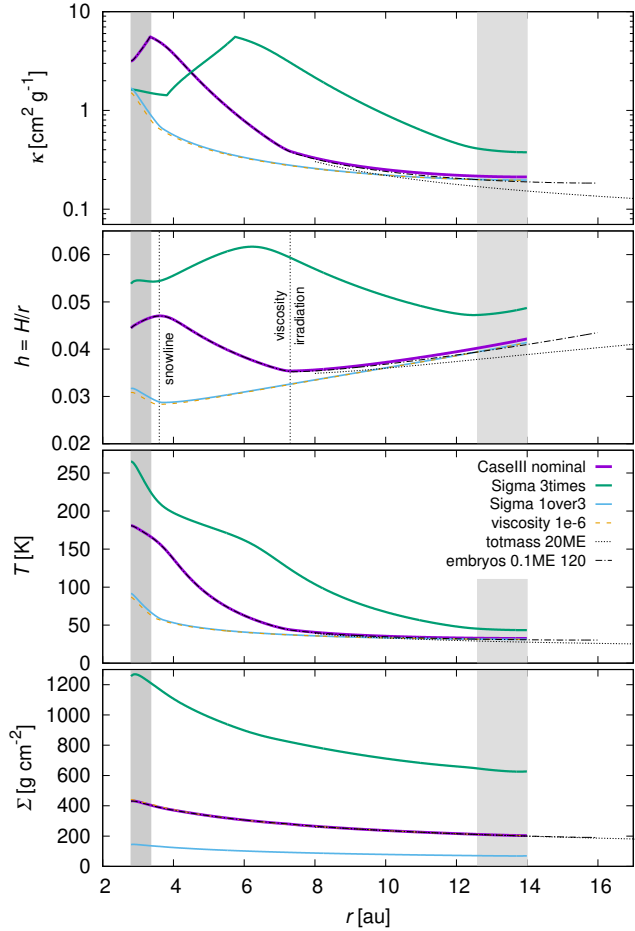 10
1
0.1
κ [cm² g⁻¹]
0.06
0.05
0.04
0.03
0.02
h = H/r
snowline
viscosity
irradiation
250
200
150
100
50
0
T [K]
CaseIII nominal
Sigma 3times
Sigma 1over3
viscosity 1e-6
totmass 20ME
embryos 0.1ME 120
1200
1000
800
600
400
200
0
Σ [g cm⁻²]
2 4 6 8 10 12 14 16
r [au]